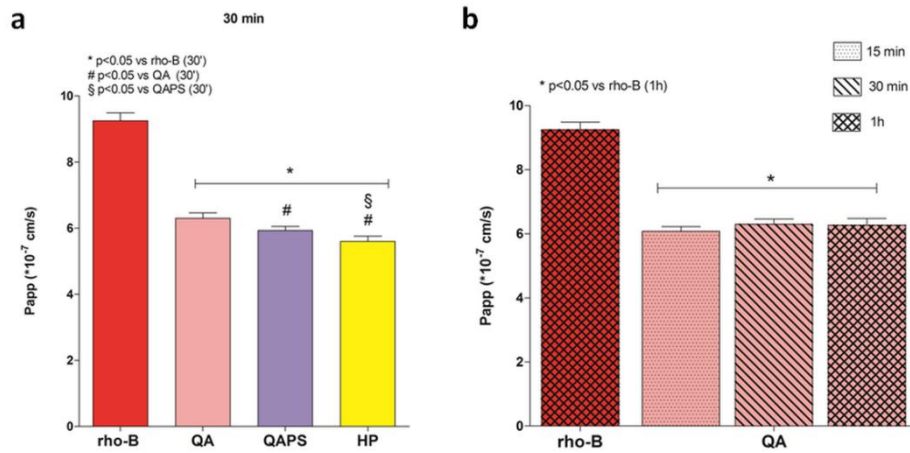 a
30 min
* p<0.05 vs rho-B (30')
# p<0.05 vs QA (30')
§ p<0.05 vs QAPS (30')
Papp (*10⁻⁷ cm/s)
10
8
6
4
2
0
*
#
§
#
rho-B QA QAPS HP
b
15 min
30 min
1h
* p<0.05 vs rho-B (1h)
Papp (*10⁻⁷ cm/s)
10
8
6
4
2
0
*
rho-B QA